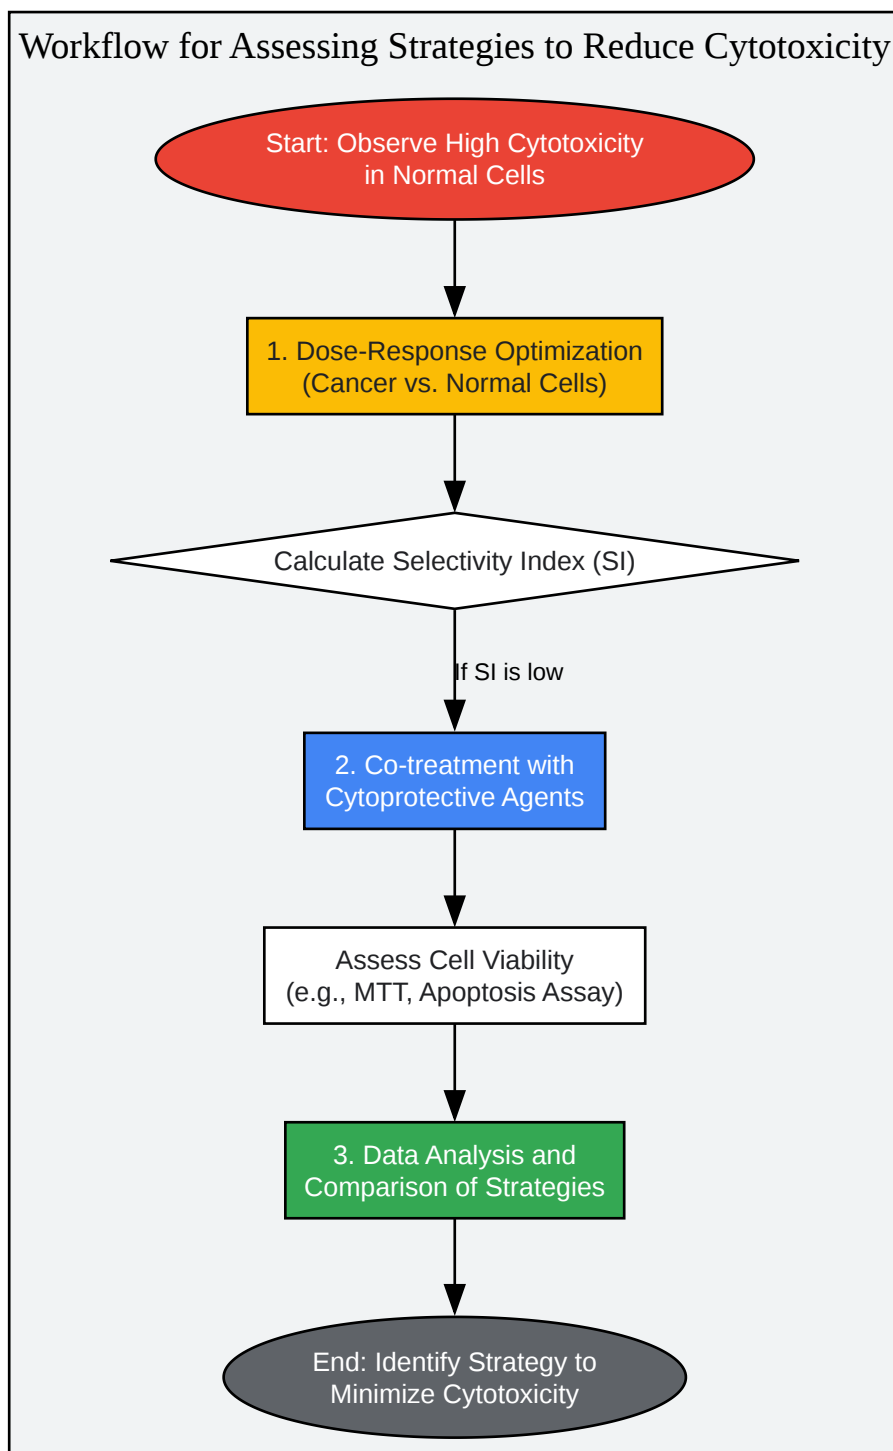 Workflow for Assessing Strategies to Reduce Cytotoxicity
Start: Observe High Cytotoxicity
in Normal Cells
1. Dose-Response Optimization
(Cancer vs. Normal Cells)
Calculate Selectivity Index (SI)
If SI is low
2. Co-treatment with
Cytoprotective Agents
Assess Cell Viability
(e.g., MTT, Apoptosis Assay)
3. Data Analysis and
Comparison of Strategies
End: Identify Strategy to
Minimize Cytotoxicity